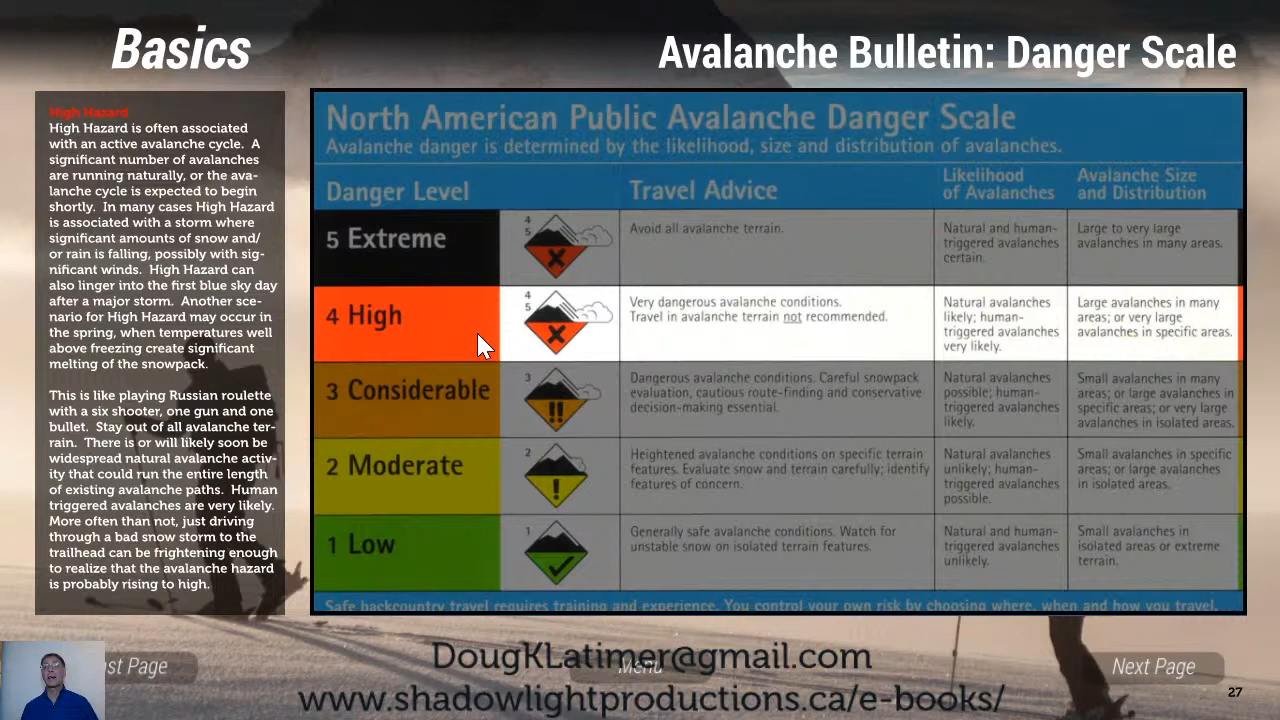 Basics
Avalanche Bulletin: Danger Scale
High Hazard
High Hazard is often associated
with an active avalanche cycle. A
significant number of avalanches
are running naturally, or the ava-
lanche cycle is expected to begin
shortly. In many cases High Hazard
is associated with a storm where
significant amounts of snow and/
or rain is falling, possibly with sig-
nificant winds. High Hazard can
also linger into the first blue sky day
after a major storm. Another sce-
nario for High Hazard may occur in
the spring, when temperatures well
above freezing create significant
melting of the snowpack.
This is like playing Russian roulette
with a six shooter, one gun and one
bullet. Stay out of all avalanche ter-
rain. There is or will likely soon be
widespread natural avalanche activ-
ity that could run the entire length
of existing avalanche paths. Human
triggered avalanches are very likely.
More often than not, just driving
through a bad snow storm to the
trailhead can be frightening enough
to realize that the avalanche hazard
is probably rising to high.
North American Public Avalanche Danger Scale
Avalanche danger is determined by the likelihood, size and distribution of avalanches.
Danger Level
Travel Advice
Likelihood
of Avalanches
Avalanche Size
and Distribution
5 Extreme
4
5
Avoid all avalanche terrain.
Natural and human-
triggered avalanches
certain.
Large to very large
avalanches in many areas.
4 High
4
5
Very dangerous avalanche conditions.
Travel in avalanche terrain not recommended.
Natural avalanches
likely; human-
triggered avalanches
very likely.
Large avalanches in many
areas; or very large
avalanches in specific areas.
3 Considerable
3
Dangerous avalanche conditions. Careful snowpack
evaluation, cautious route-finding and conservative
decision-making essential.
Natural avalanches
possible; human-
triggered avalanches
likely.
Small avalanches in many
areas; or large avalanches in
specific areas; or very large
avalanches in isolated areas.
2 Moderate
2
Heightened avalanche conditions on specific terrain
features. Evaluate snow and terrain carefully; identify
features of concern.
Natural avalanches
unlikely; human-
triggered avalanches
possible.
Small avalanches in specific
areas; or large avalanches
in isolated areas.
1 Low
1
Generally safe avalanche conditions. Watch for
unstable snow on isolated terrain features.
Natural and human-
triggered avalanches
unlikely.
Small avalanches in
isolated areas or extreme
terrain.
Safe backcountry travel requires training and experience. You control your own risk by choosing where, when and how you travel.
Page
Menu
DougKLatimer@gmail.com
Next Page
www.shadowlightproductions.ca/e-books/
27